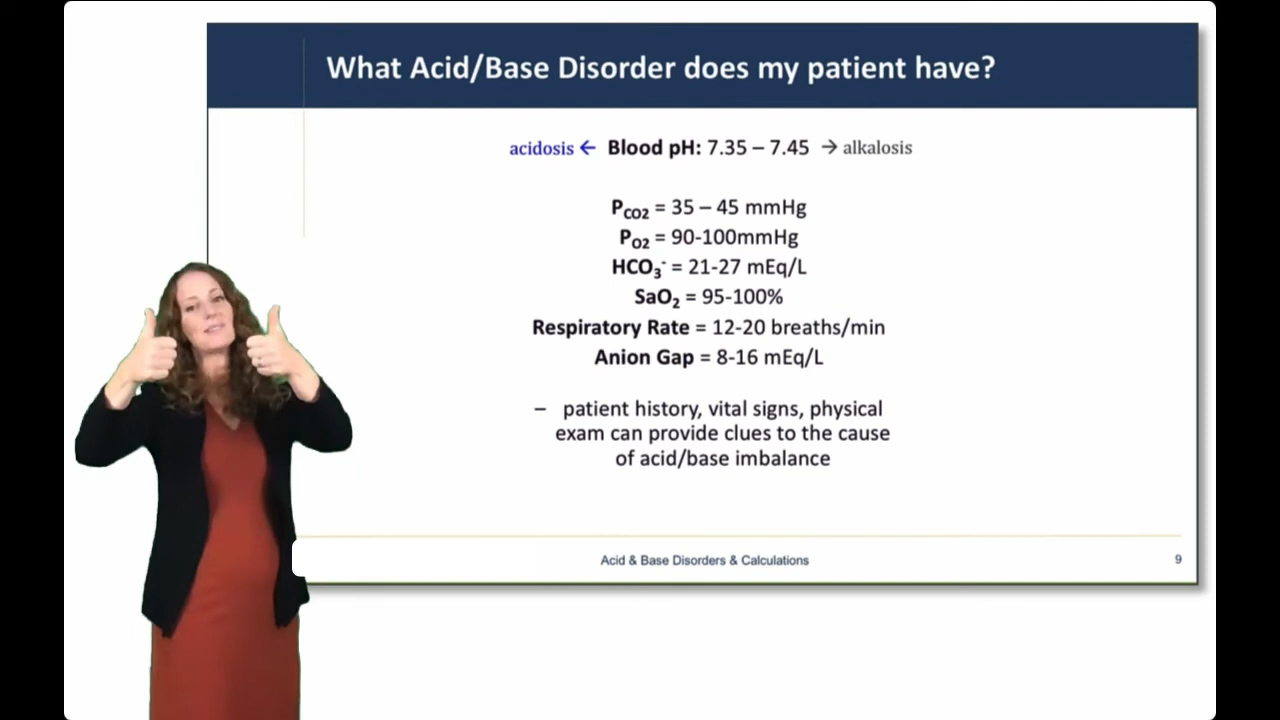 What Acid/Base Disorder does my patient have?
acidosis ← Blood pH: 7.35 – 7.45 → alkalosis
P_CO2 = 35 – 45 mmHg
P_O2 = 90-100mmHg
HCO₃⁻ = 21-27 mEq/L
SaO₂ = 95-100%
Respiratory Rate = 12-20 breaths/min
Anion Gap = 8-16 mEq/L
– patient history, vital signs, physical
exam can provide clues to the cause
of acid/base imbalance
Acid & Base Disorders & Calculations
9